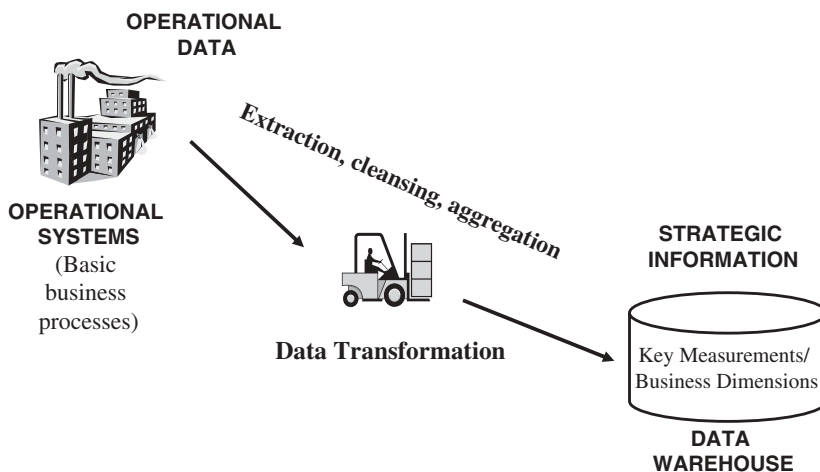 OPERATIONAL
DATA
Extraction, cleansing, aggregation
OPERATIONAL
SYSTEMS
(Basic
business
processes)
Data Transformation
STRATEGIC
INFORMATION
Key Measurements/
Business Dimensions
DATA
WAREHOUSE